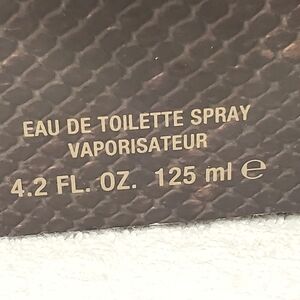 EAU DE TOILETTE SPRAY
VAPORISATEUR
4.2 FL. OZ. 125 ml ℮